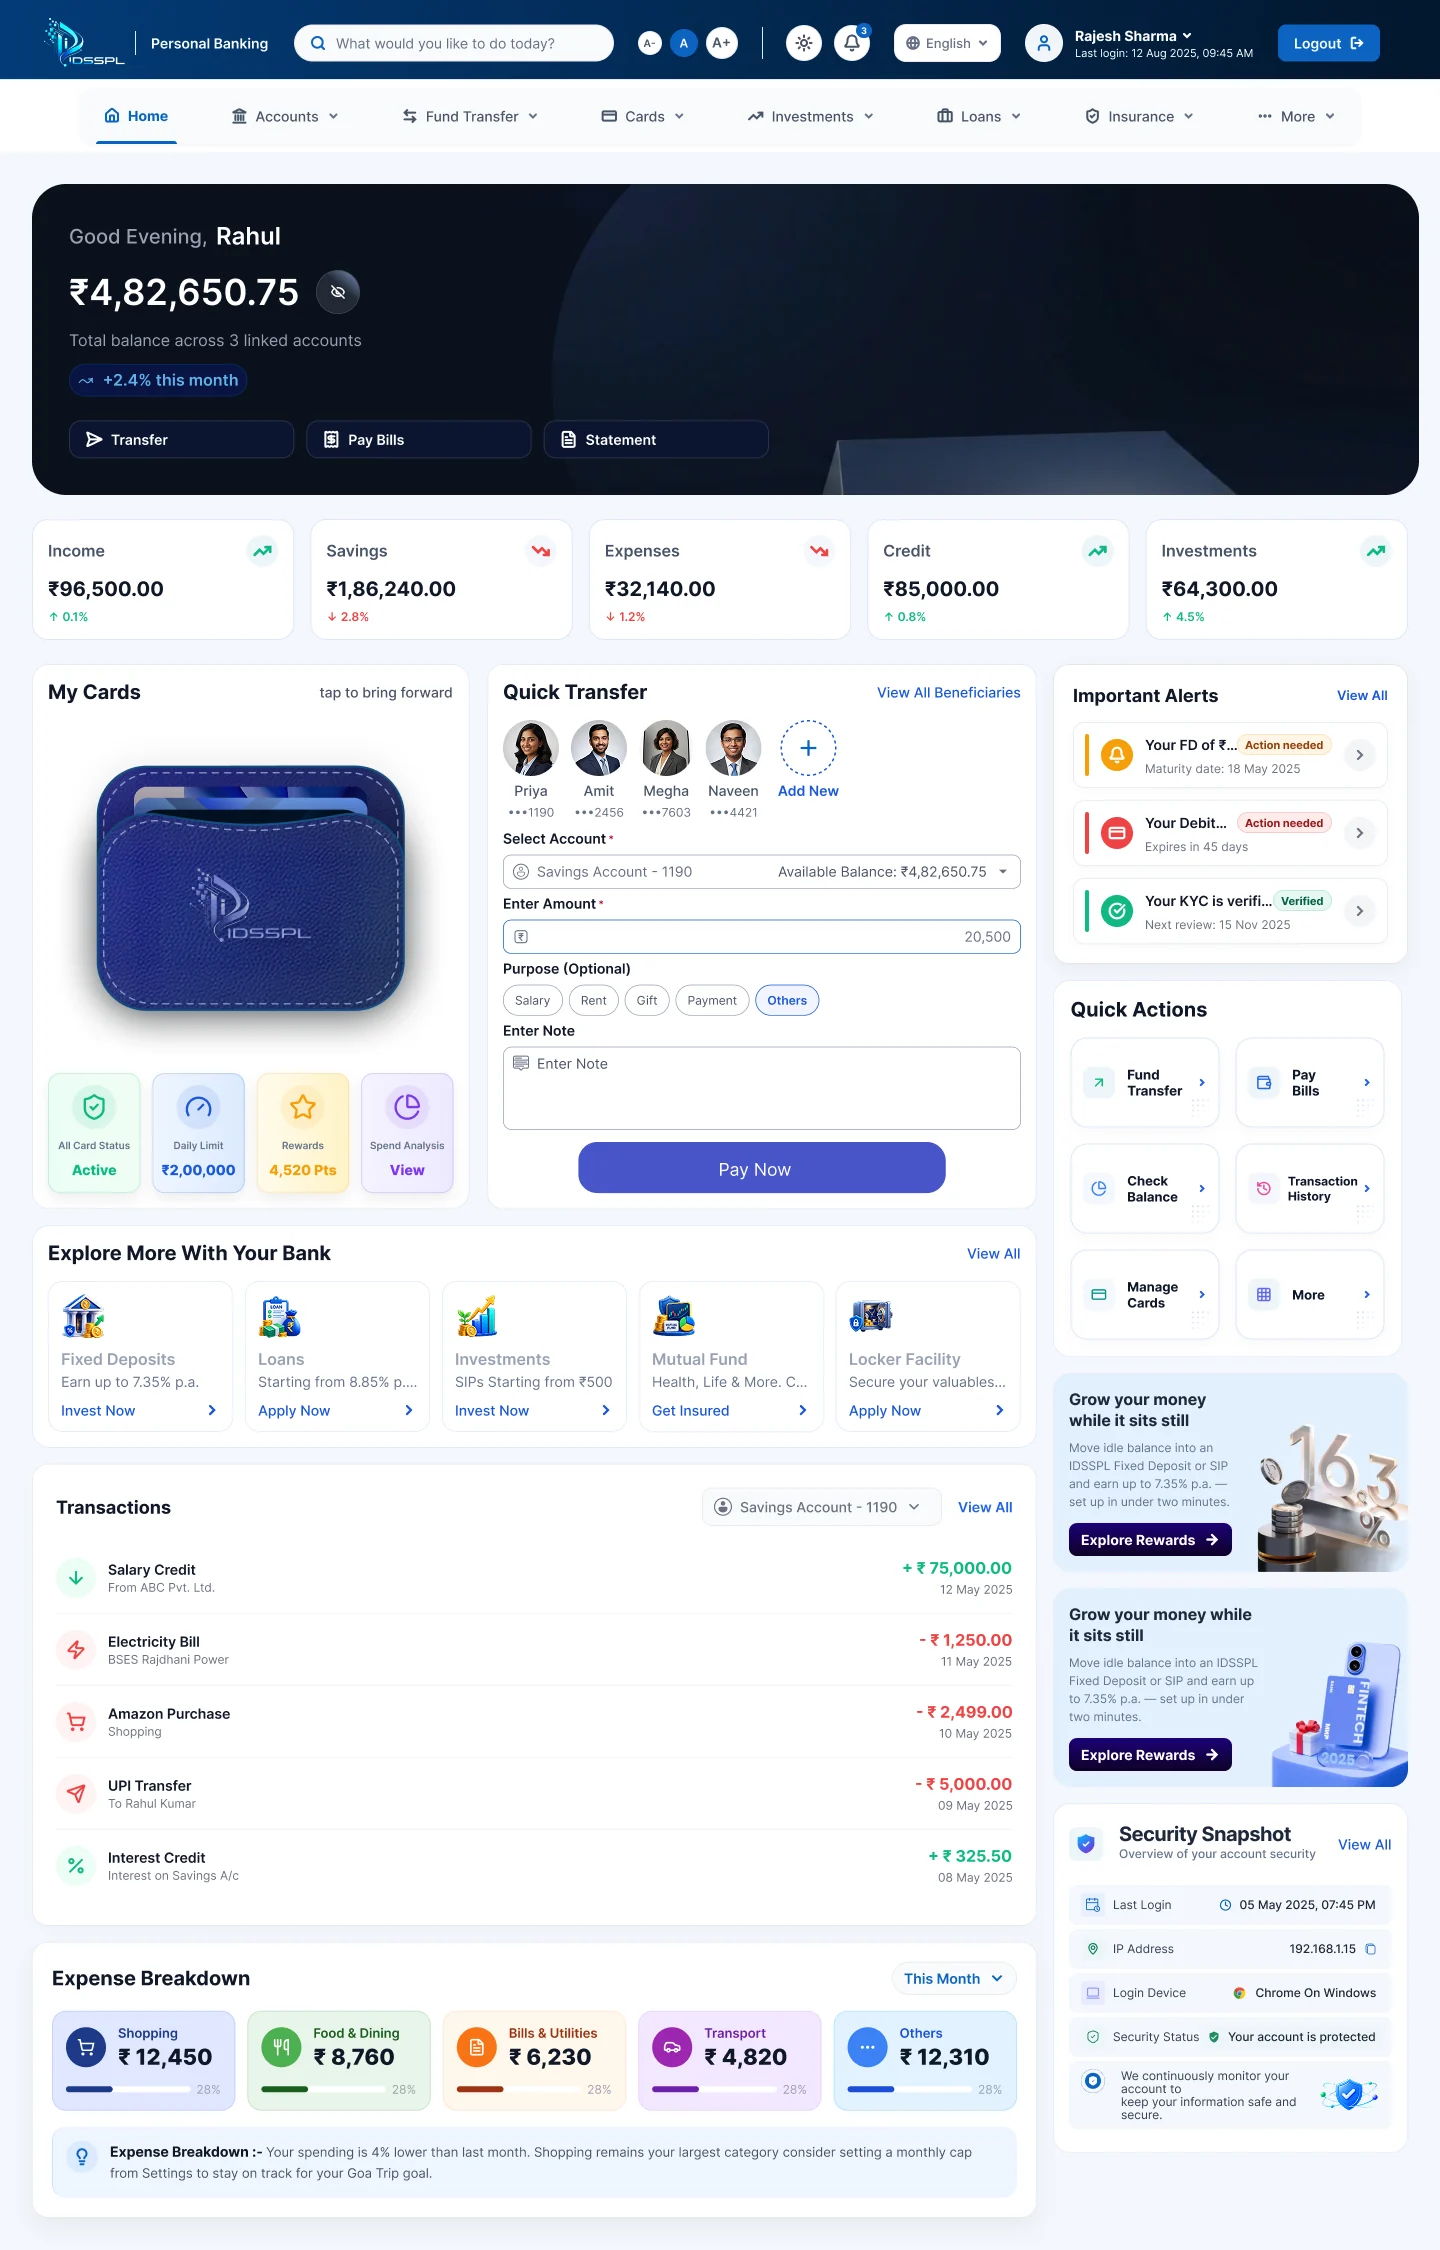 IDSSPL
Personal Banking
What would you like to do today?
A-
A
A+
3
English
Rajesh Sharma
Last login: 12 Aug 2025, 09:45 AM
Logout
Home
Accounts
Fund Transfer
Cards
Investments
Loans
Insurance
More
Good Evening, Rahul
₹4,82,650.75
Total balance across 3 linked accounts
+2.4% this month
Transfer
Pay Bills
Statement
Income
₹96,500.00
↑ 0.1%
Savings
₹1,86,240.00
↓ 2.8%
Expenses
₹32,140.00
↓ 1.2%
Credit
₹85,000.00
↑ 0.8%
Investments
₹64,300.00
↑ 4.5%
My Cards
tap to bring forward
IDSSPL
All Card Status
Active
Daily Limit
₹2,00,000
Rewards
4,520 Pts
Spend Analysis
View
Quick Transfer
View All Beneficiaries
Priya
•••1190
Amit
•••2456
Megha
•••7603
Naveen
•••4421
Add New
Select Account*
Savings Account - 1190
Available Balance: ₹4,82,650.75
Enter Amount*
20,500
Purpose (Optional)
Salary
Rent
Gift
Payment
Others
Enter Note
Enter Note
Pay Now
Important Alerts
View All
Your FD of ₹...
Action needed
Maturity date: 18 May 2025
Your Debit...
Action needed
Expires in 45 days
Your KYC is verifi...
Verified
Next review: 15 Nov 2025
Quick Actions
Fund
Transfer
Pay
Bills
Check
Balance
Transaction
History
Manage
Cards
More
Explore More With Your Bank
View All
LOAN
Fixed Deposits
Earn up to 7.35% p.a.
Invest Now
Loans
Starting from 8.85% p....
Apply Now
Investments
SIPs Starting from ₹500
Invest Now
Mutual Fund
Health, Life & More. C...
Get Insured
Locker Facility
Secure your valuables...
Apply Now
Grow your money
while it sits still
Move idle balance into an
IDSSPL Fixed Deposit or SIP
and earn up to 7.35% p.a. —
set up in under two minutes.
Explore Rewards
16.3
%
Grow your money while
it sits still
Move idle balance into an IDSSPL
Fixed Deposit or SIP and earn up
to 7.35% p.a. — set up in under
two minutes.
Explore Rewards
FINTECH
2025
Transactions
Savings Account - 1190
View All
Salary Credit
From ABC Pvt. Ltd.
+ ₹ 75,000.00
12 May 2025
Electricity Bill
BSES Rajdhani Power
- ₹ 1,250.00
11 May 2025
Amazon Purchase
Shopping
- ₹ 2,499.00
10 May 2025
UPI Transfer
To Rahul Kumar
- ₹ 5,000.00
09 May 2025
Interest Credit
Interest on Savings A/c
+ ₹ 325.50
08 May 2025
Security Snapshot
Overview of your account security
View All
Last Login
05 May 2025, 07:45 PM
IP Address
192.168.1.15
Login Device
Chrome On Windows
Security Status
Your account is protected
We continuously monitor your
account to
keep your information safe and
secure.
Expense Breakdown
This Month
Shopping
₹ 12,450
28%
Food & Dining
₹ 8,760
28%
Bills & Utilities
₹ 6,230
28%
Transport
₹ 4,820
28%
Others
₹ 12,310
28%
Expense Breakdown :- Your spending is 4% lower than last month. Shopping remains your largest category consider setting a monthly cap
from Settings to stay on track for your Goa Trip goal.